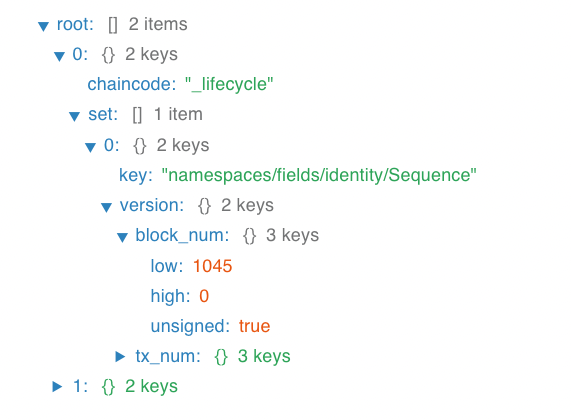 root: [] 2 items
0: {} 2 keys
chaincode: "_lifecycle"
set: [] 1 item
0: {} 2 keys
key: "namespaces/fields/identity/Sequence"
version: {} 2 keys
block_num: {} 3 keys
low: 1045
high: 0
unsigned: true
tx_num: {} 3 keys
1: {} 2 keys